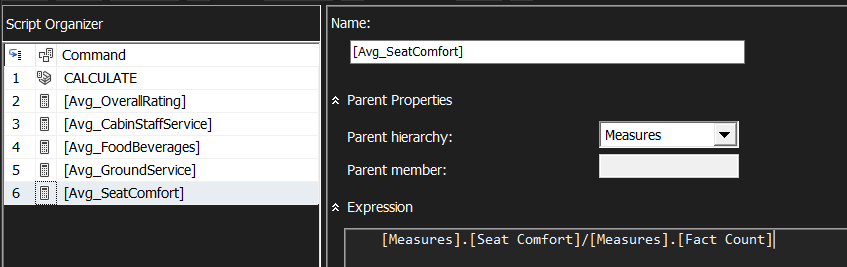 Script Organizer
Command
1 CALCULATE
2 [Avg_OverallRating]
3 [Avg_CabinStaffService]
4 [Avg_FoodBeverages]
5 [Avg_GroundService]
6 [Avg_SeatComfort]
Name:
[Avg_SeatComfort]
Parent Properties
Parent hierarchy: Measures
Parent member:
Expression
[Measures].[Seat Comfort]/[Measures].[Fact Count]